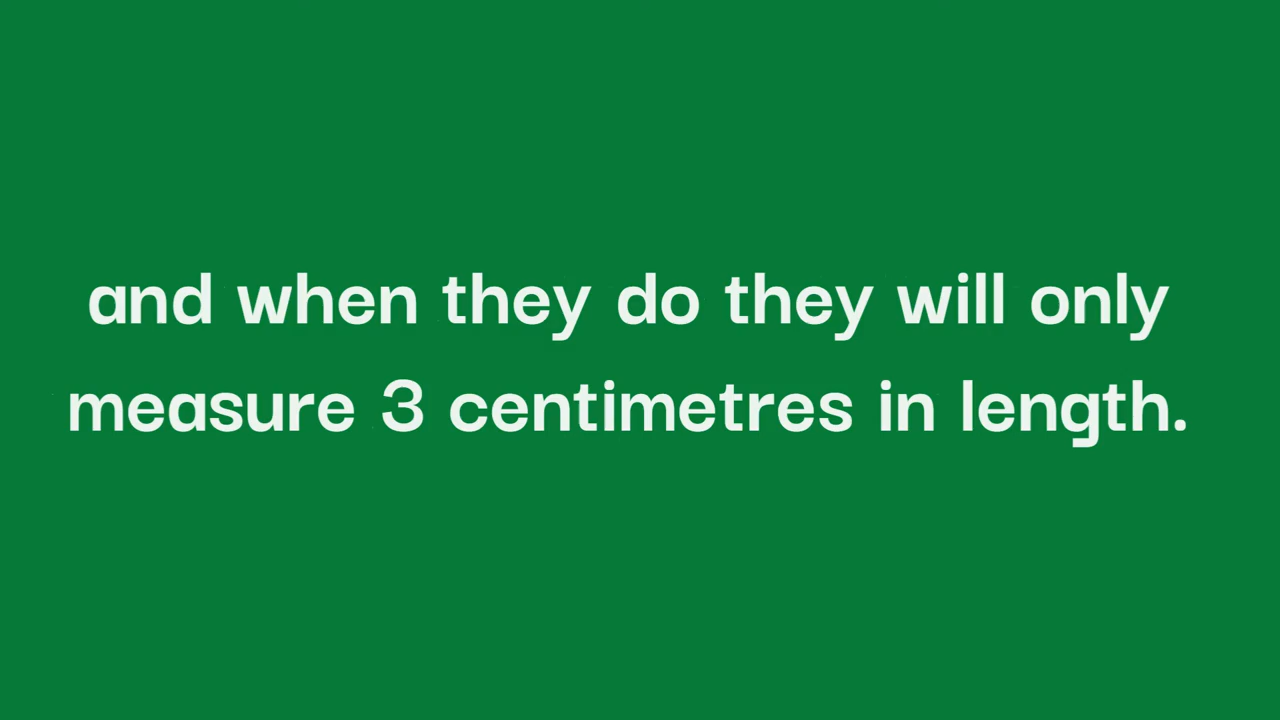 and when they do they will only
measure 3 centimetres in length.